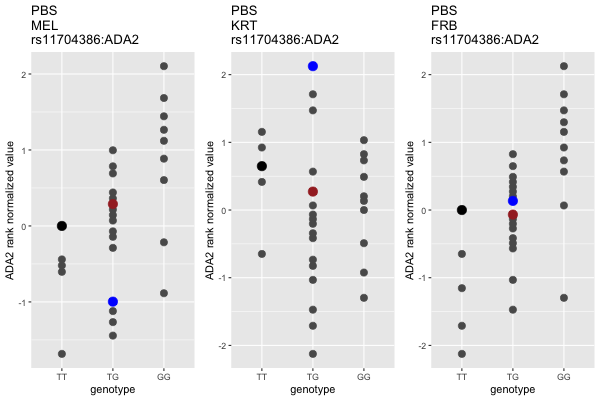 PBS
MEL
rs11704386:ADA2
ADA2 rank normalized value
2
1
0
-1
TT
TG
GG
genotype
PBS
KRT
rs11704386:ADA2
ADA2 rank normalized value
2
1
0
-1
-2
TT
TG
GG
genotype
PBS
FRB
rs11704386:ADA2
ADA2 rank normalized value
2
1
0
-1
-2
TT
TG
GG
genotype